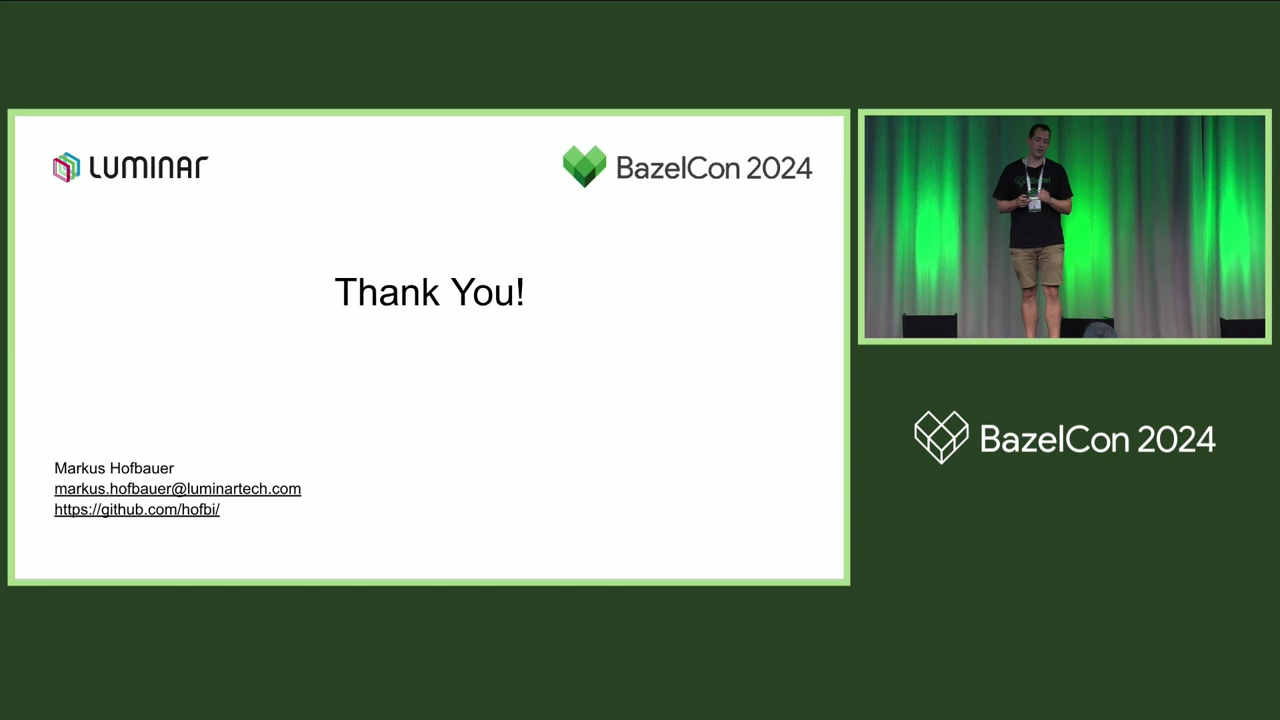 LUMINAR
BazelCon 2024
Thank You!
Markus Hofbauer
markus.hofbauer@luminartech.com
https://github.com/hofbi/
BazelCon 2024